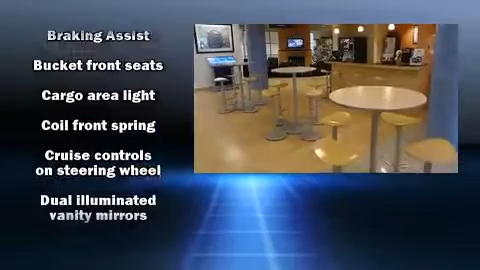 Braking Assist
Bucket front seats
Cargo area light
Coil front spring
Cruise controls
on steering wheel
Dual illuminated
vanity mirrors